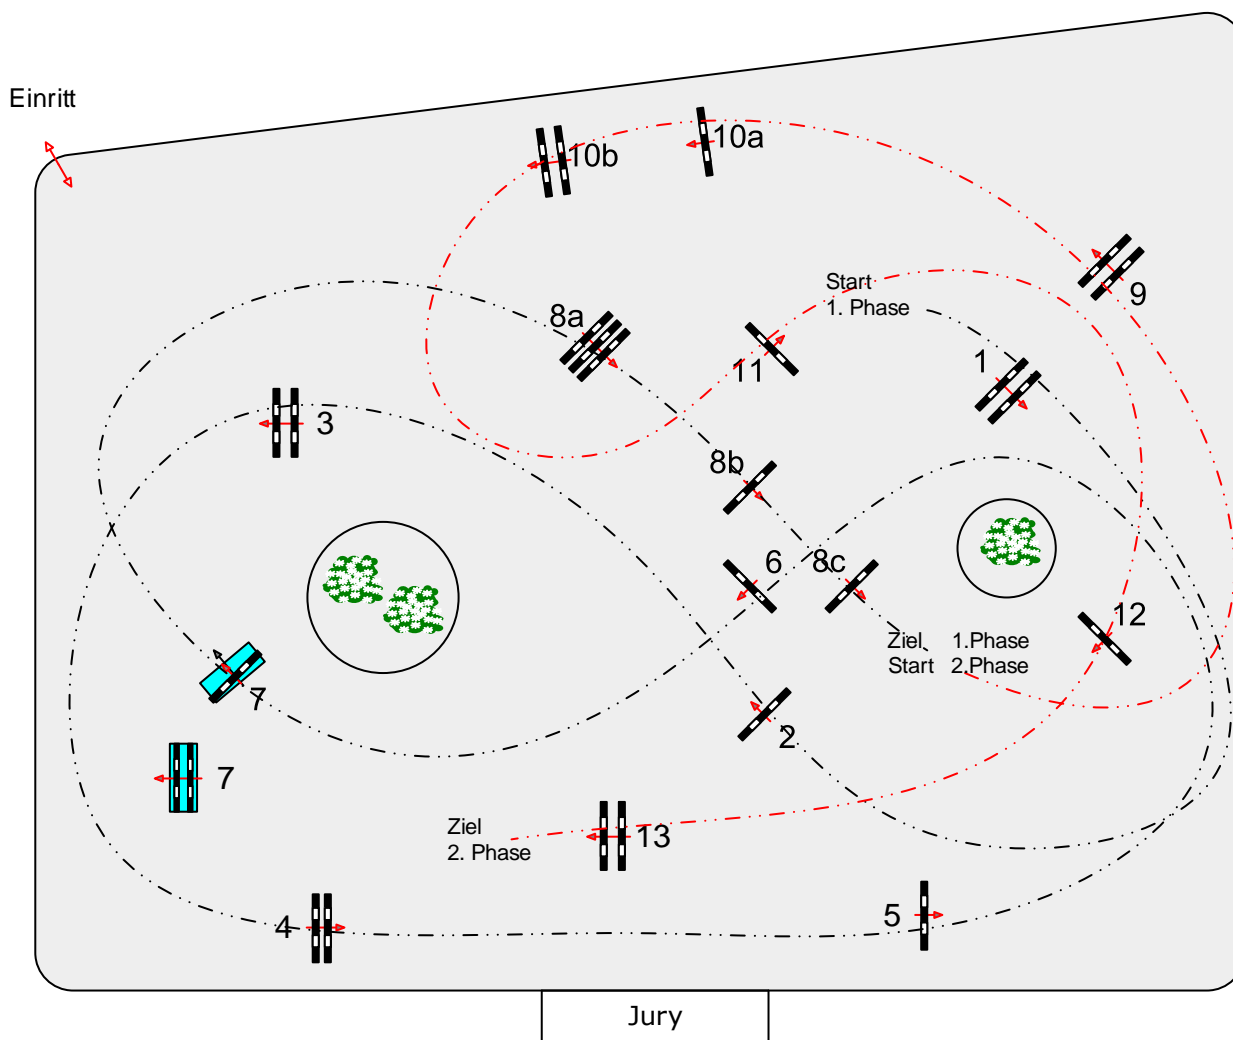 Einritt
10b
10a
9
Start
1. Phase
8a
11
1
3
8b
6
8c
12
Ziel 1.Phase
Start 2.Phase
7
2
7
Ziel
2. Phase
13
4
5
Jury